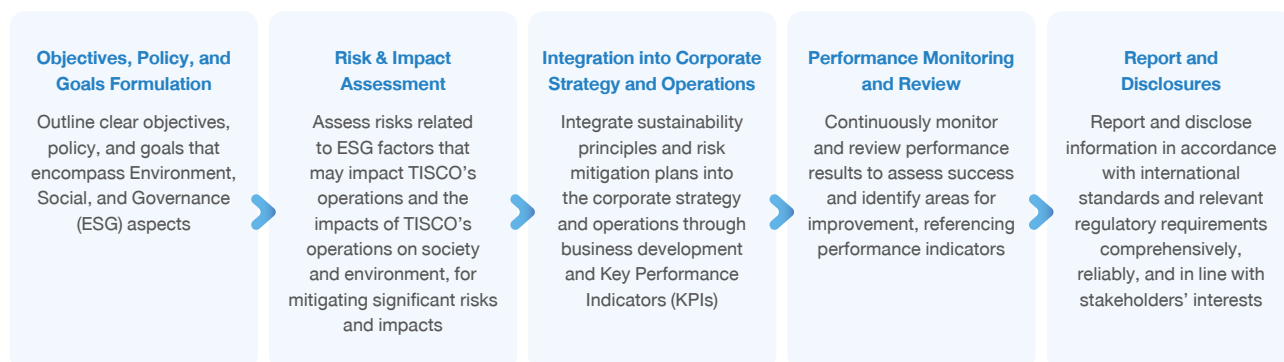 Objectives, Policy, and
Goals Formulation
Outline clear objectives,
policy, and goals that
encompass Environment,
Social, and Governance
(ESG) aspects
Risk & Impact
Assessment
Assess risks related
to ESG factors that
may impact TISCO’s
operations and the
impacts of TISCO’s
operations on society
and environment, for
mitigating significant risks
and impacts
Integration into Corporate
Strategy and Operations
Integrate sustainability
principles and risk
mitigation plans into
the corporate strategy
and operations through
business development
and Key Performance
Indicators (KPIs)
Performance Monitoring
and Review
Continuously monitor
and review performance
results to assess success
and identify areas for
improvement, referencing
performance indicators
Report and
Disclosures
Report and disclose
information in accordance
with international
standards and relevant
regulatory requirements
comprehensively,
reliably, and in line with
stakeholders’ interests